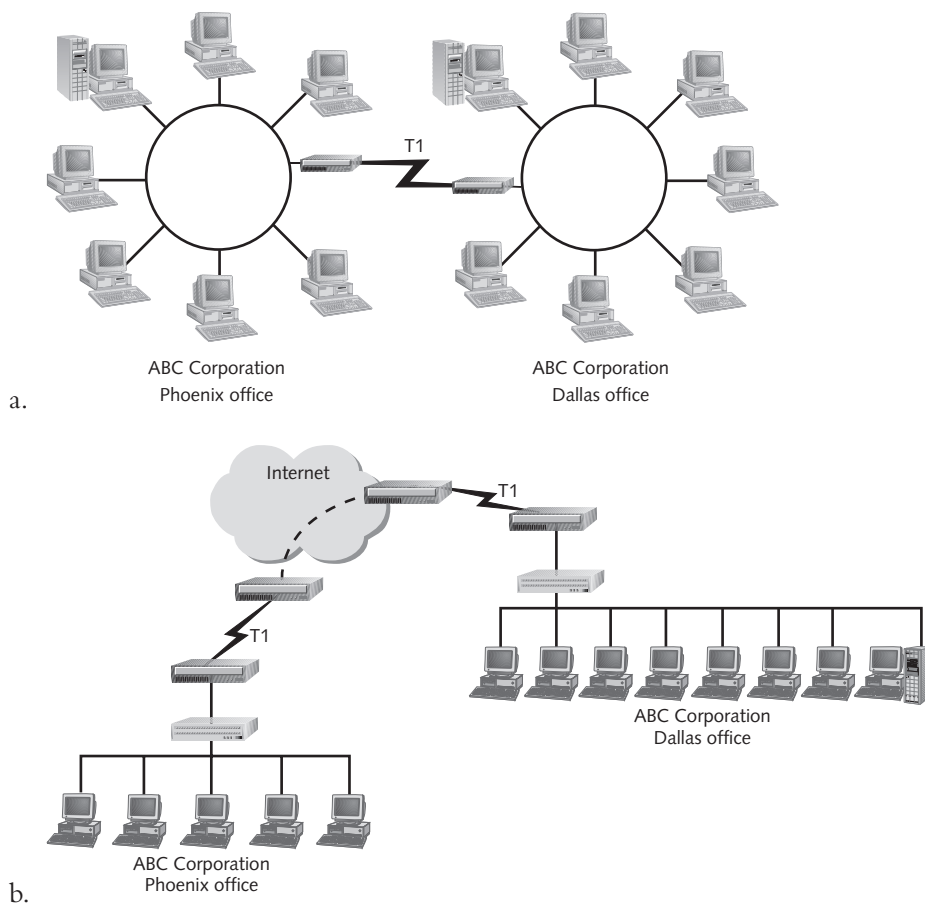 T1
ABC Corporation
Phoenix office
ABC Corporation
Dallas office
a.
Internet
T1
T1
ABC Corporation
Dallas office
ABC Corporation
Phoenix office
b.